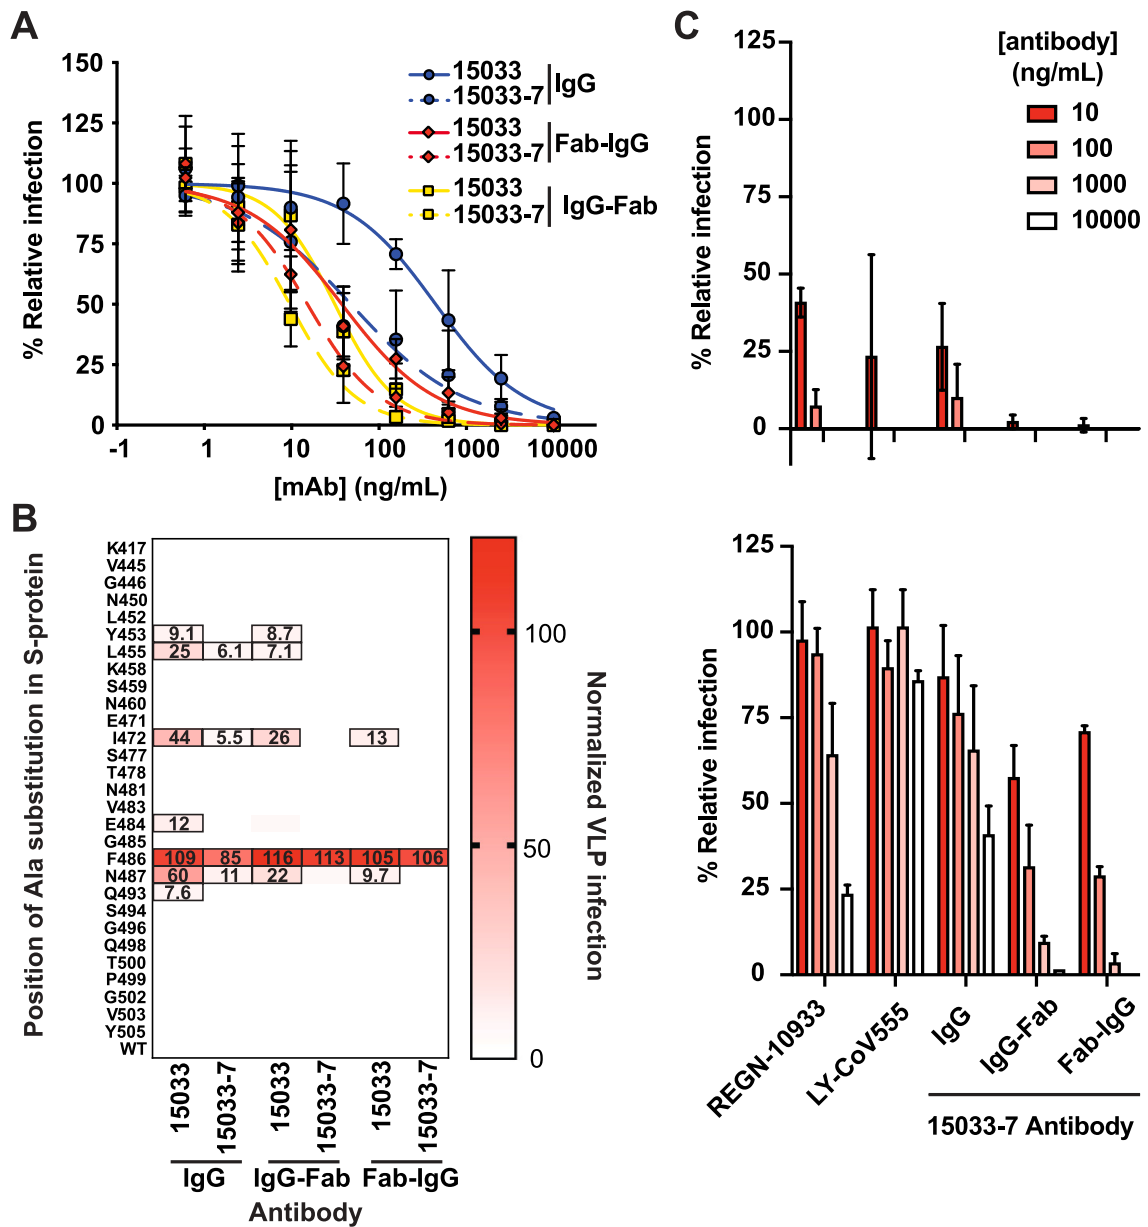 A
150
125
100
75
50
25
0
% Relative infection
-1
1
10
100
1000
10000
[mAb] (ng/mL)
15033
15033-7
IgG
15033
15033-7
Fab-IgG
15033
15033-7
IgG-Fab
B
Position of Ala substitution in S-protein
K417
V445
G446
N450
L452
Y453 9.1 8.7
L455 25 6.1 7.1
K458
S459
N460
E471
I472 44 5.5 26 13
S477
T478
N481
V483
E484 12
G485
F486 109 85 116 113 105 106
N487 60 11 22 9.7
Q493 7.6
S494
G496
Q498
T500
P499
G502
V503
Y505
WT
15033
15033-7
15033
15033-7
15033
15033-7
IgG
IgG-Fab
Fab-IgG
Antibody
100
50
0
Normalized VLP infection
C
125
100
75
50
25
0
% Relative infection
[antibody]
(ng/mL)
10
100
1000
10000
125
100
75
50
25
0
% Relative infection
REGN-10933
LY-CoV555
IgG
IgG-Fab
Fab-IgG
15033-7 Antibody